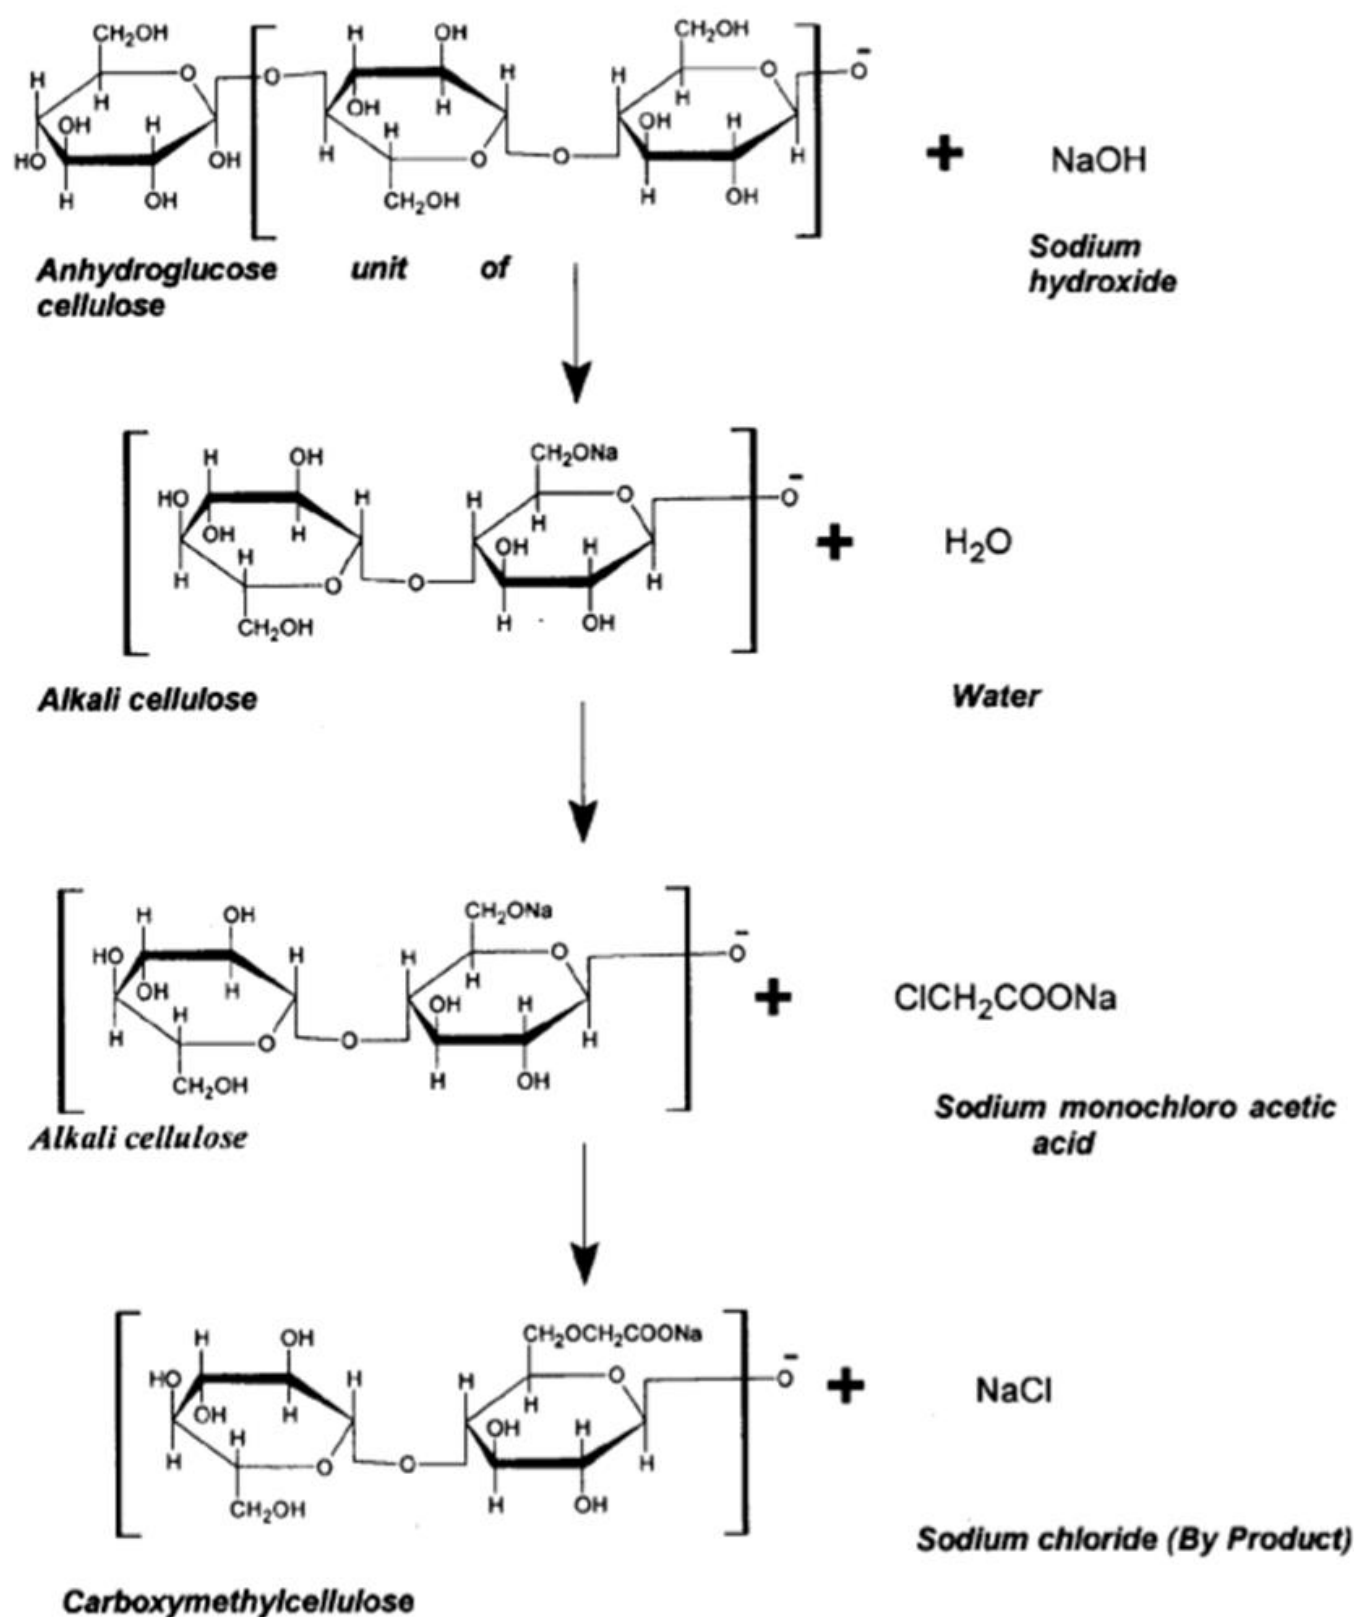 CH₂OH H OH CH₂OH
H O O H H O O⁻
H OH H H H
OH H H OH H + NaOH
HO OH H O O H
H OH CH₂OH H OH
Sodium
Anhydroglucose unit of hydroxide
cellulose
H OH CH₂ONa
HO H H O O⁻
OH H H OH H + H₂O
H O O H
CH₂OH H OH
Alkali cellulose Water
H OH CH₂ONa
HO H H O O⁻
OH H H OH H + ClCH₂COONa
H O O H
CH₂OH H OH
Sodium monochloro acetic
Alkali cellulose acid
H OH CH₂OCH₂COONa
HO H H O O⁻
OH H H OH H + NaCl
H O O H
CH₂OH H OH
Sodium chloride (By Product)
Carboxymethylcellulose